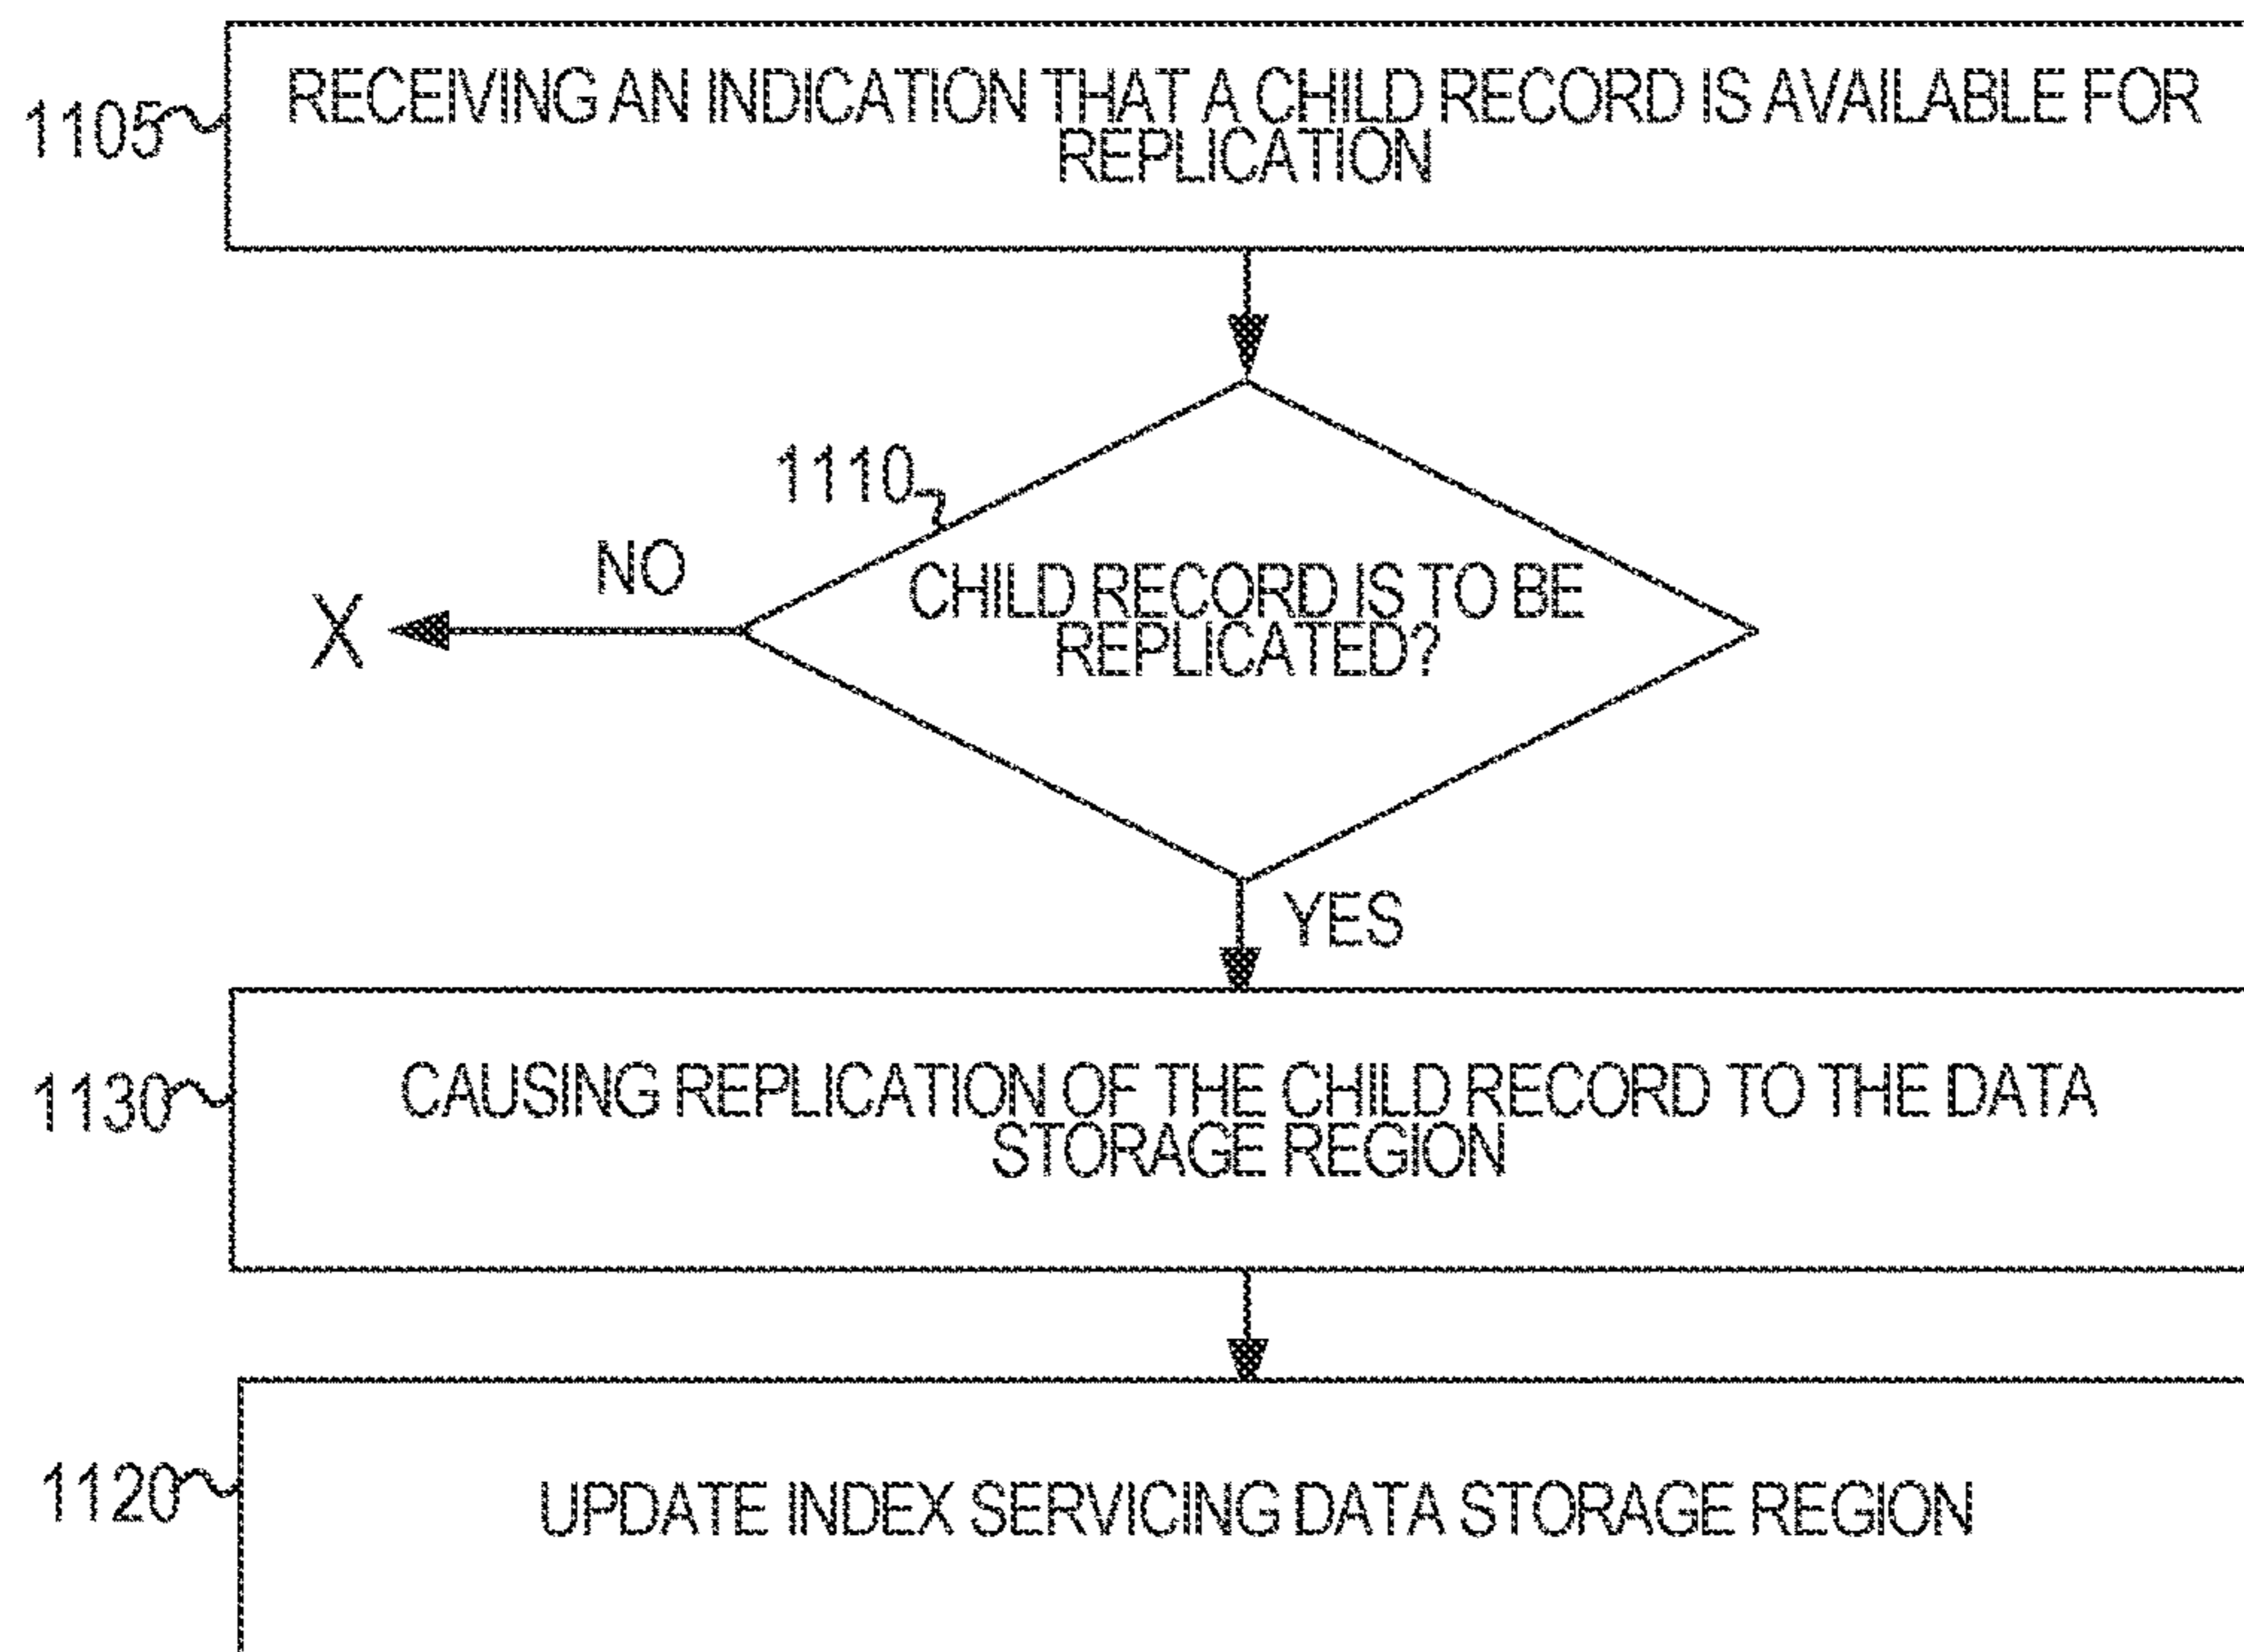 1105
RECEIVING AN INDICATION THAT A CHILD RECORD IS AVAILABLE FOR
REPLICATION
1110
NO
X
CHILD RECORD IS TO BE
REPLICATED?
YES
1130
CAUSING REPLICATION OF THE CHILD RECORD TO THE DATA
STORAGE REGION
1120
UPDATE INDEX SERVICING DATA STORAGE REGION